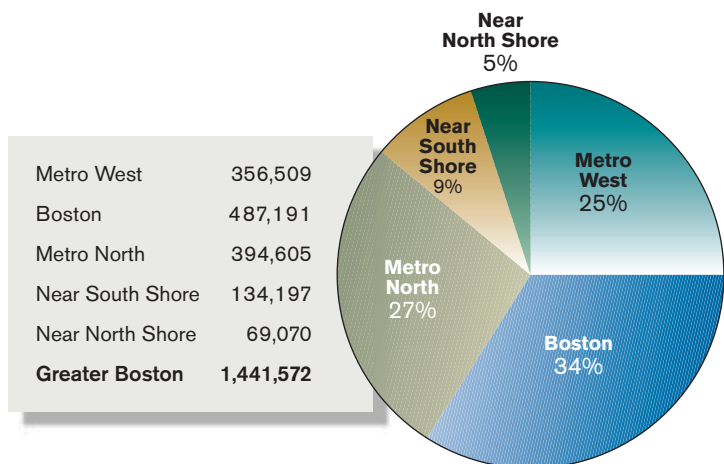 Near
North Shore
5%
Near
South
Shore
9%
Metro
West
25%
Metro
North
27%
Boston
34%
Metro West 356,509
Boston 487,191
Metro North 394,605
Near South Shore 134,197
Near North Shore 69,070
Greater Boston 1,441,572